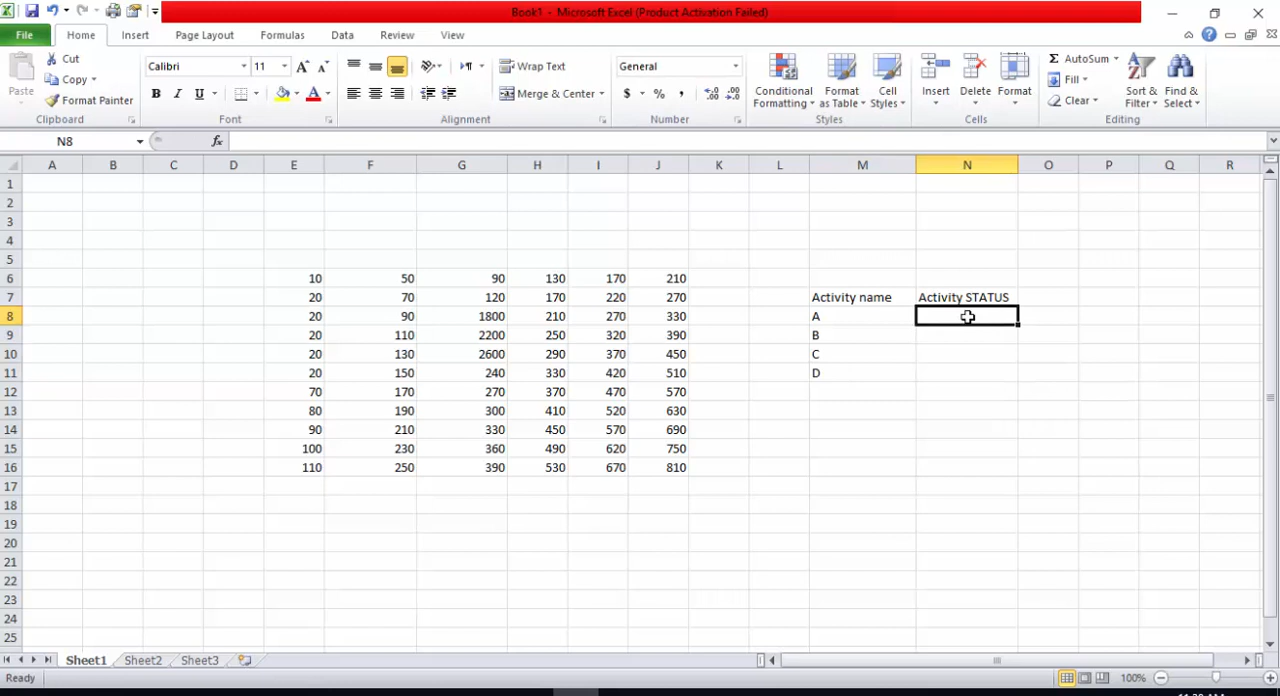 Book1 - Microsoft Excel (Product Activation Failed)
File Home Insert Page Layout Formulas Data Review View
Paste
Cut
Copy
Format Painter
Clipboard
Calibri 11
B I U
Font
Wrap Text
Merge & Center
Alignment
General
$ % ,
Number
Conditional Formatting
Format as Table
Cell Styles
Styles
Insert Delete Format
Cells
AutoSum
Fill
Clear
Sort & Filter
Find & Select
Editing
N8 fx
A B C D E F G H I J K L M N O P Q R
1
2
3
4
5
6 10 50 90 130 170 210
7 20 70 120 170 220 270 Activity name Activity STATUS
8 20 90 1800 210 270 330 A
9 20 110 2200 250 320 390 B
10 20 130 2600 290 370 450 C
11 20 150 240 330 420 510 D
12 70 170 270 370 470 570
13 80 190 300 410 520 630
14 90 210 330 450 570 690
15 100 230 360 490 620 750
16 110 250 390 530 670 810
17
18
19
20
21
22
23
24
25
Sheet1 Sheet2 Sheet3
Ready 100%